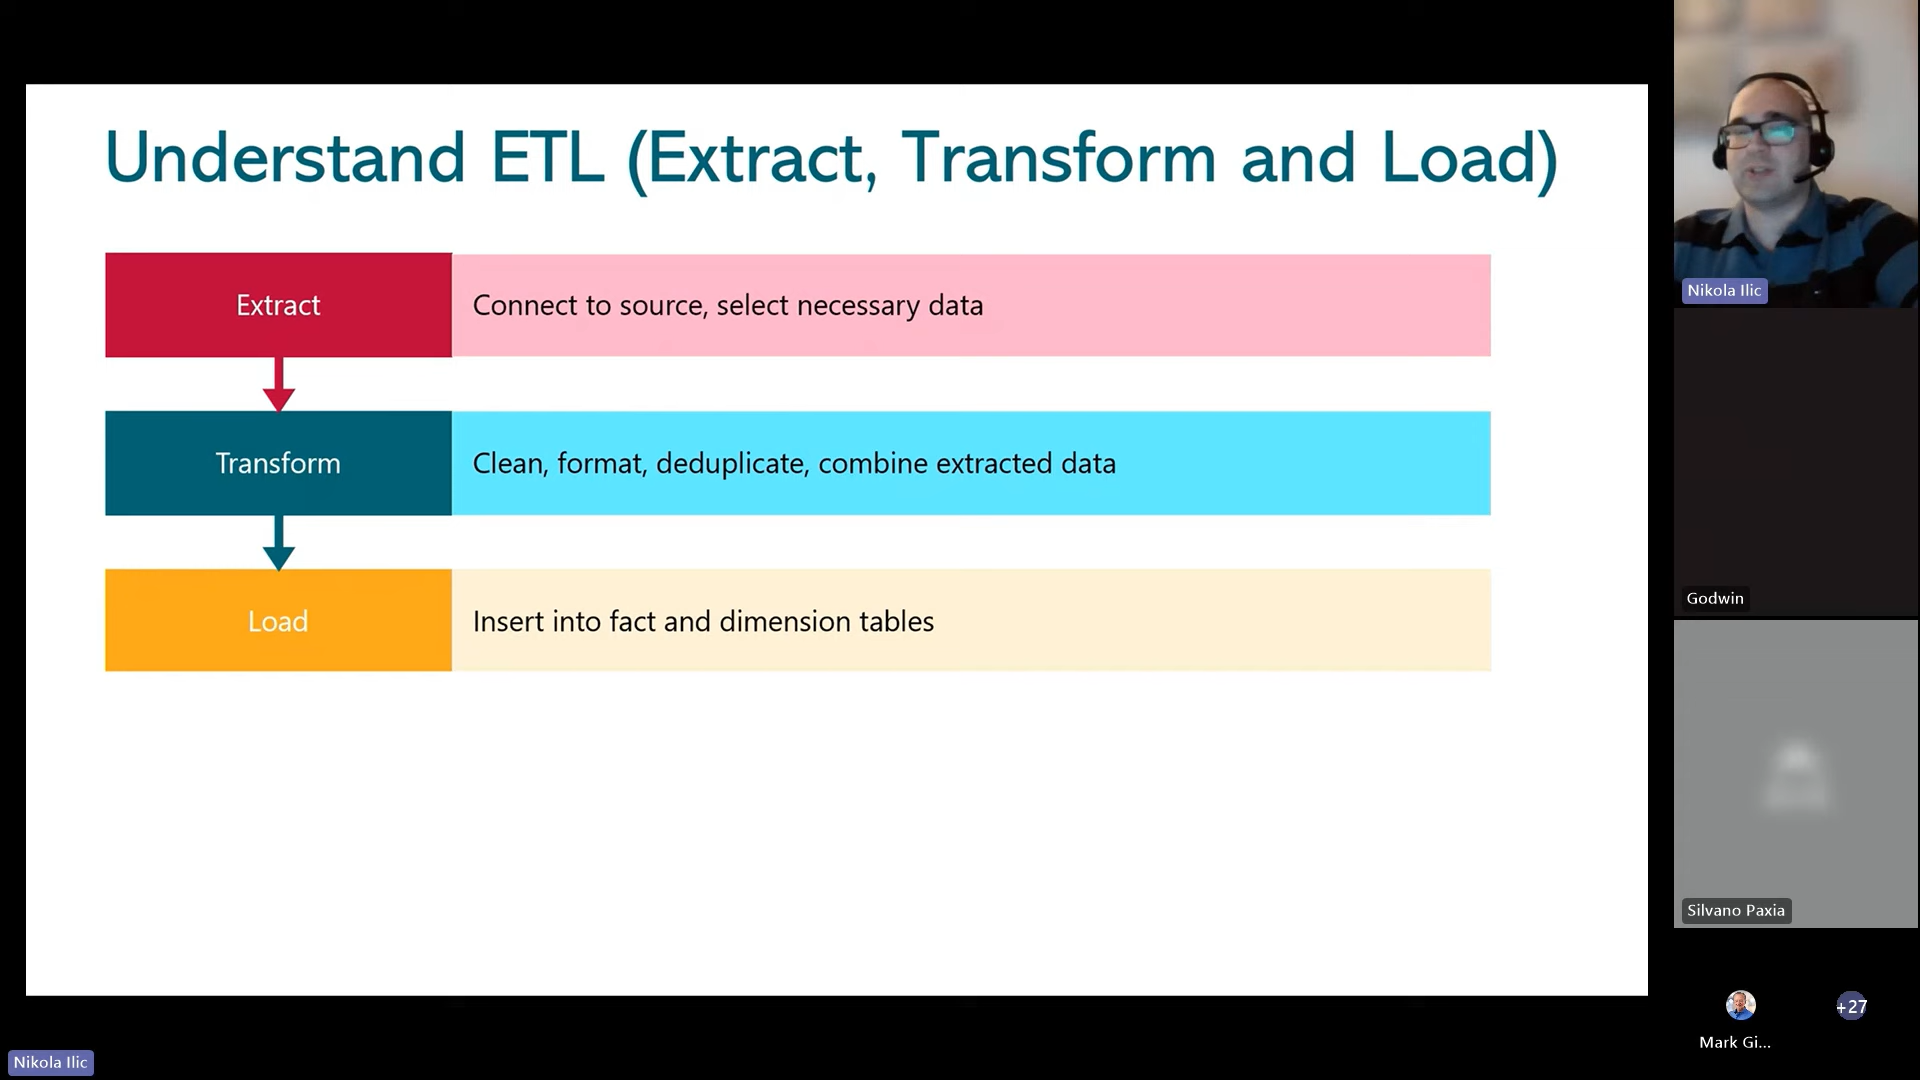 Understand ETL (Extract, Transform and Load)
Extract
Connect to source, select necessary data
Transform
Clean, format, deduplicate, combine extracted data
Load
Insert into fact and dimension tables
Nikola Ilic
Godwin
Silvano Paxia
Mark Gi...
+27
Nikola Ilic